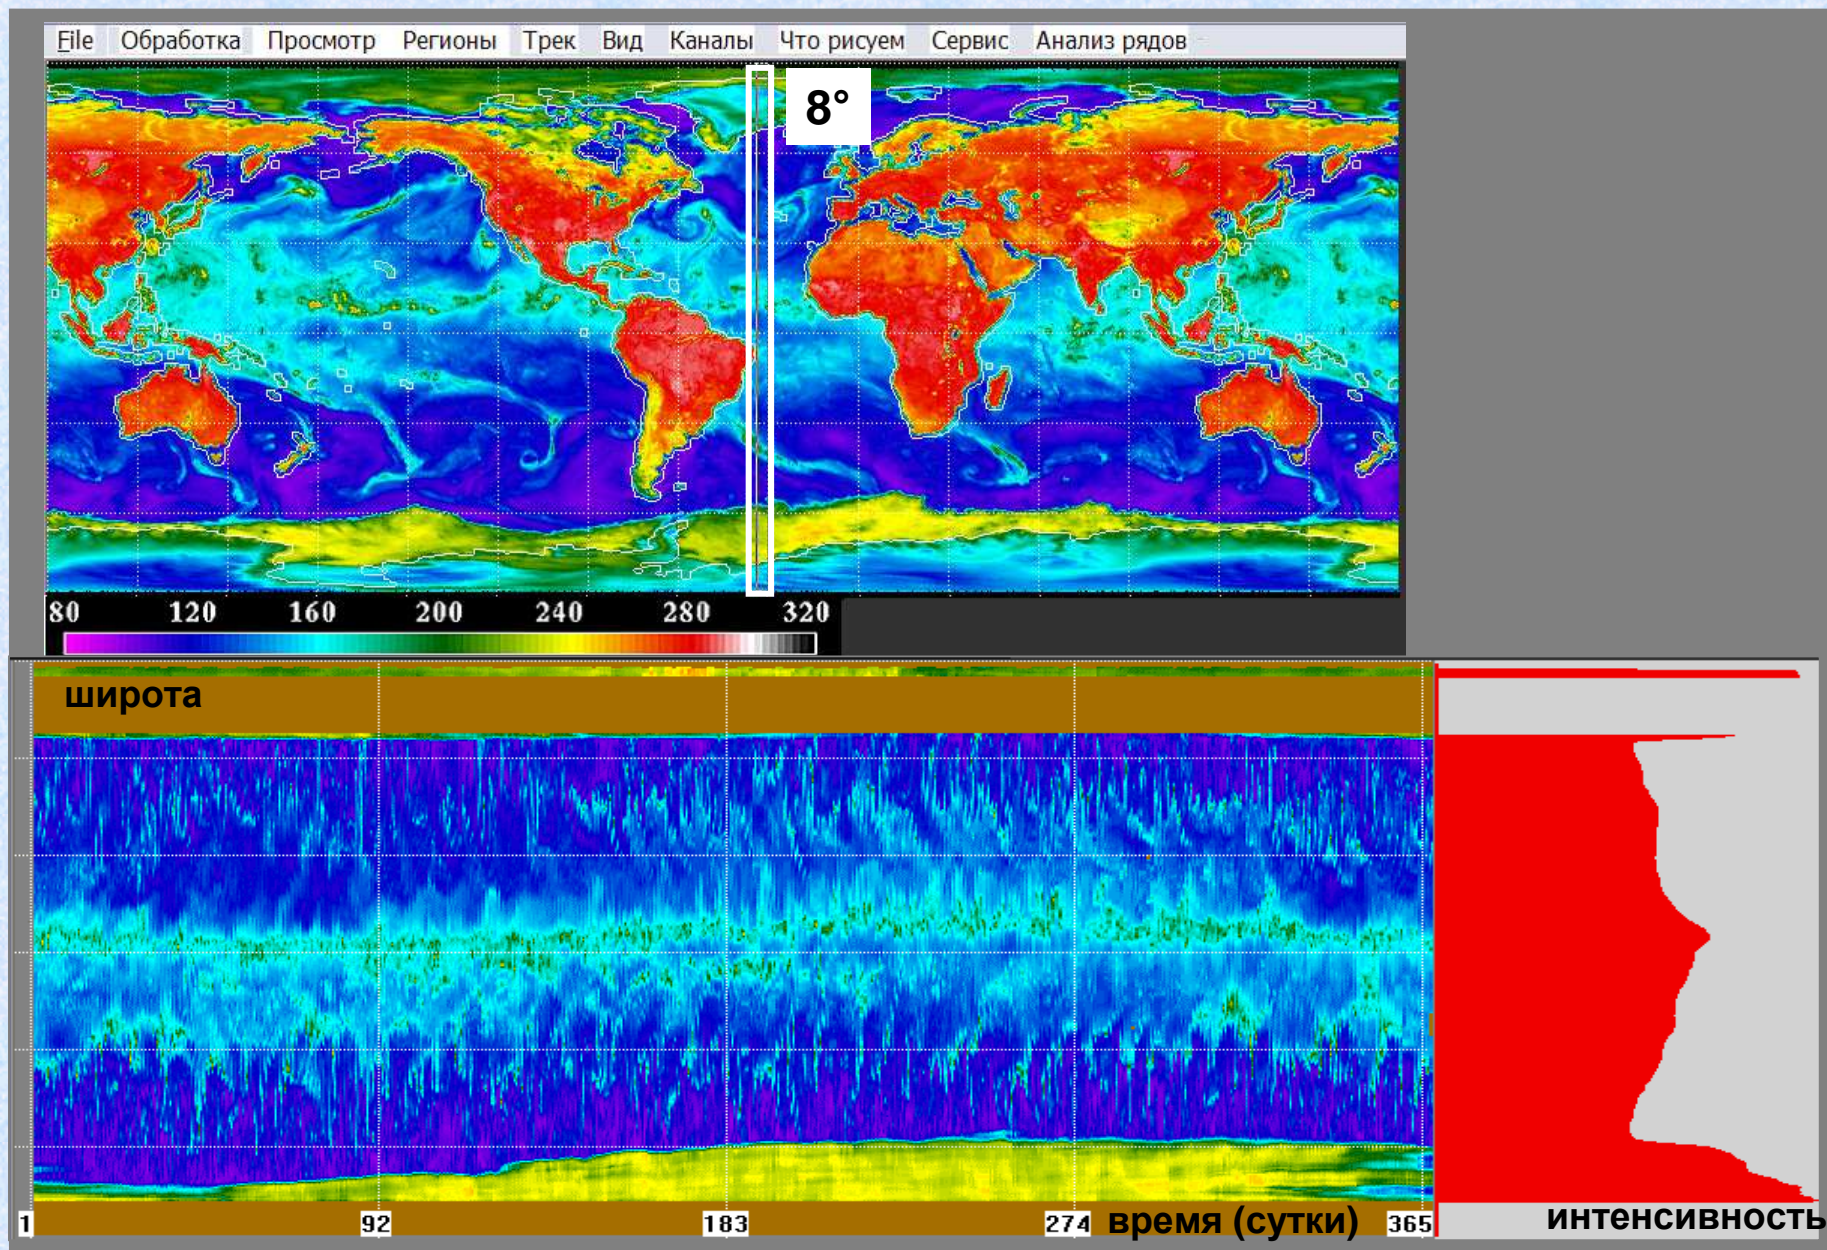 File Обработка Просмотр Регионы Трек Вид Каналы Что рисуем Сервис Анализ рядов
8°
80 120 160 200 240 280 320
широта
1 92 183 274 время (сутки) 365 интенсивность